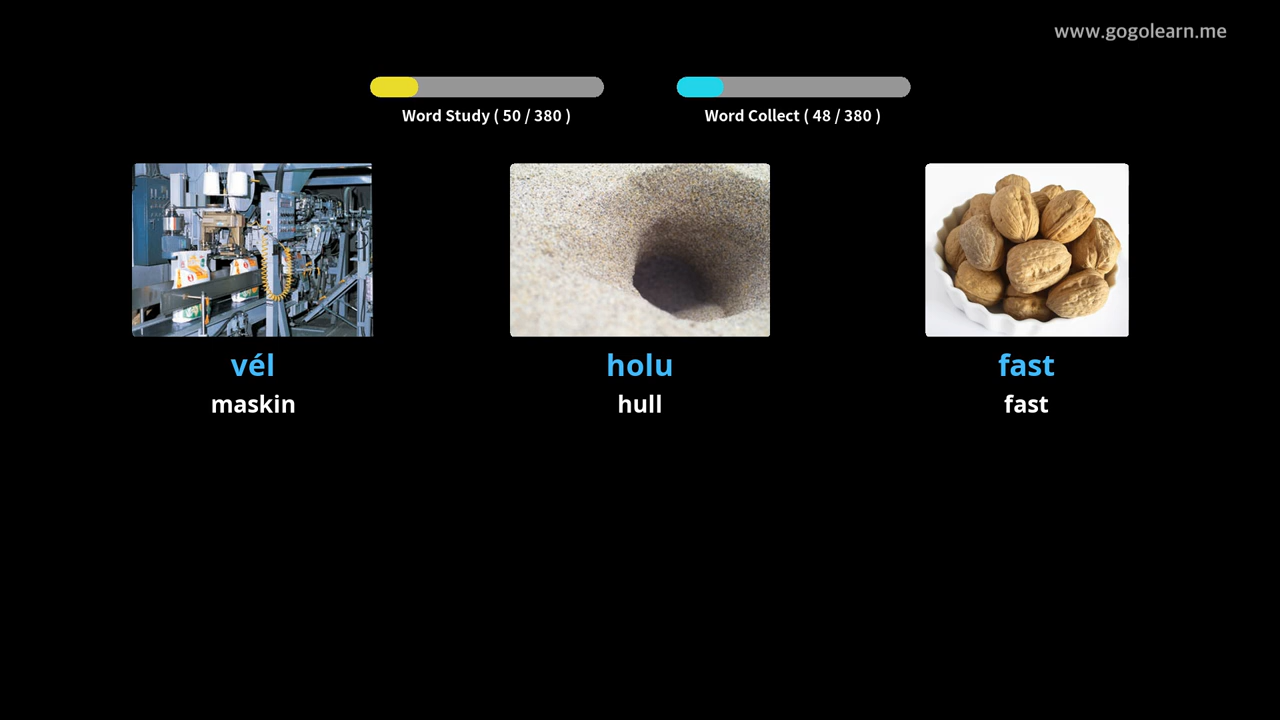 www.gogolearn.me
Word Study ( 50 / 380 )
Word Collect ( 48 / 380 )
vél
holu
fast
maskin
hull
fast